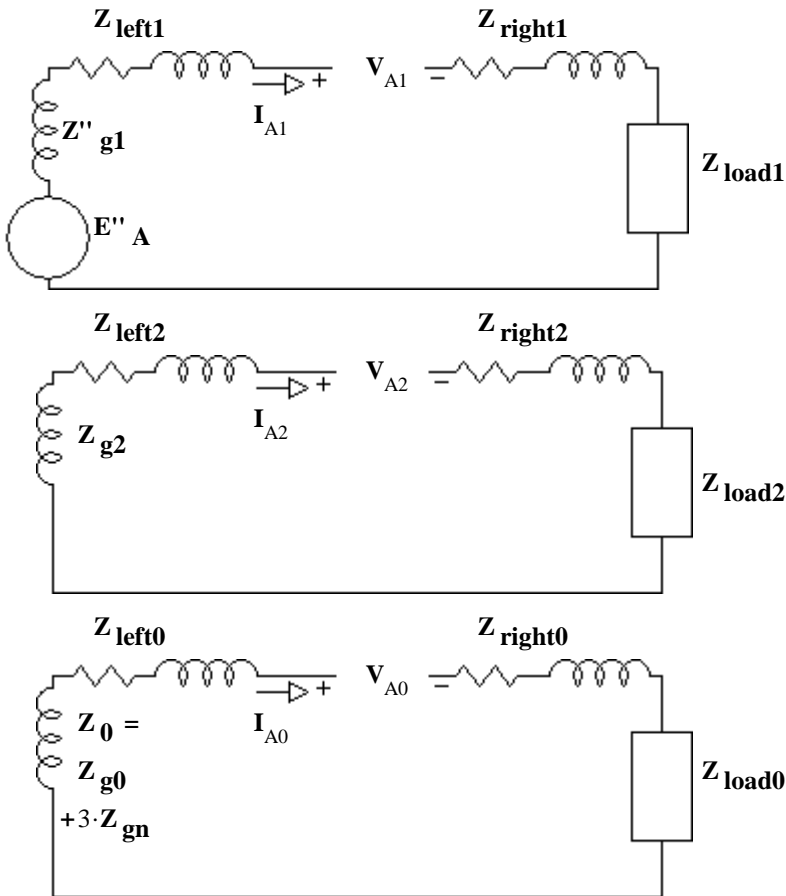 Z left1 Z right1
+ V A1 −
I A1
Z'' g1
Z load1
E'' A
Z left2 Z right2
+ V A2 −
I A2
Z g2
Z load2
Z left0 Z right0
+ V A0 −
I A0
Z 0 =
Z g0
Z load0
+3·Z gn